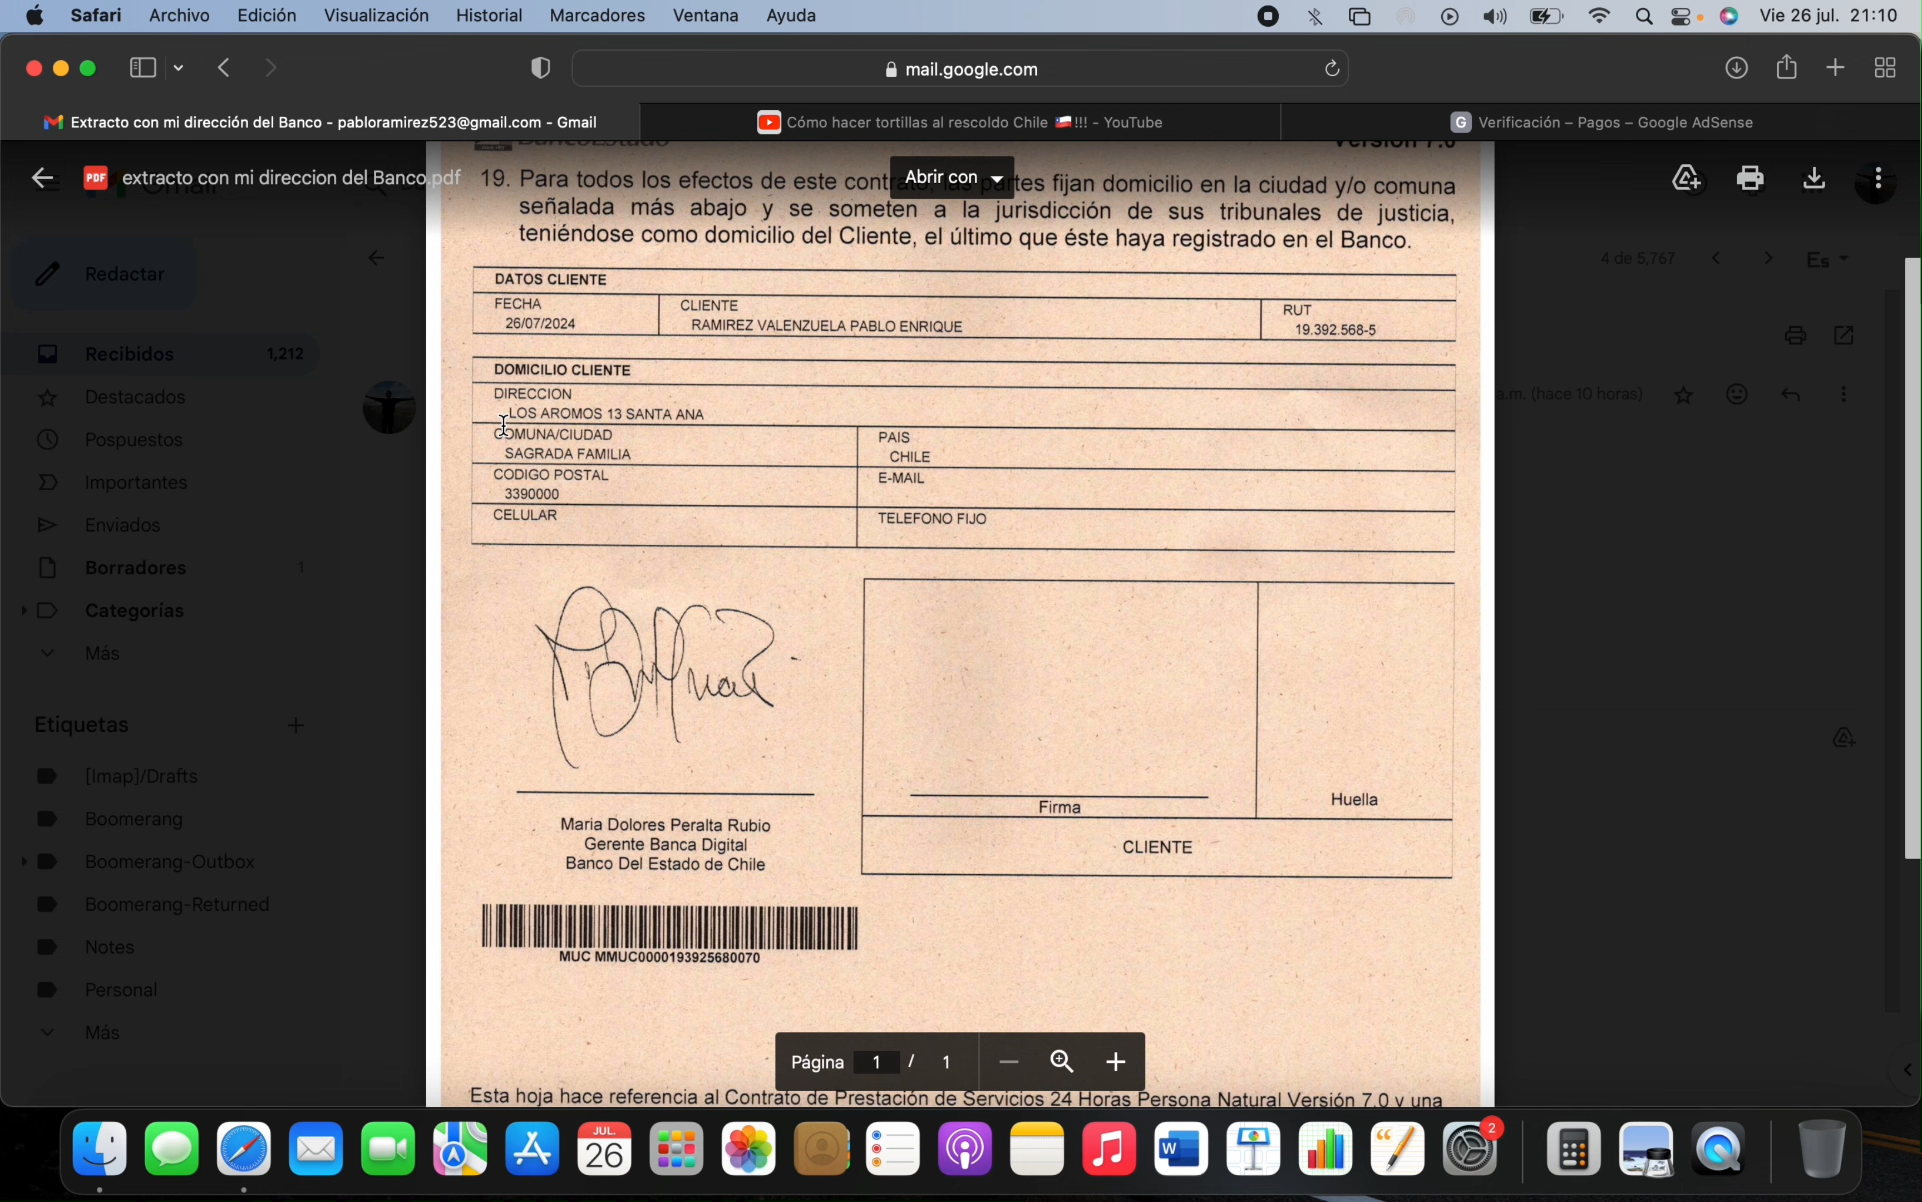 Safari Archivo Edición Visualización Historial Marcadores Ventana Ayuda Vie 26 jul. 21:10
mail.google.com
Extracto con mi dirección del Banco - pabloramirez523@gmail.com - Gmail
Cómo hacer tortillas al rescoldo Chile 🇨🇱!!! - YouTube
G Verificación – Pagos – Google AdSense
BancoEstado Versión 7.0
PDF extracto con mi direccion del Banco.pdf
Abrir con
Gmail
19. Para todos los efectos de este contrato, las partes fijan domicilio en la ciudad y/o comuna
señalada más abajo y se someten a la jurisdicción de sus tribunales de justicia,
teniéndose como domicilio del Cliente, el último que éste haya registrado en el Banco.
Redactar
4 de 5,767 Es
Recibidos 1,212
Destacados
Pospuestos
Importantes
Enviados
Borradores 1
Categorías
Más
Etiquetas
[Imap]/Drafts
Boomerang
Boomerang-Outbox
Boomerang-Returned
Notes
Personal
Más
a.m. (hace 10 horas)
DATOS CLIENTE
FECHA CLIENTE RUT
26/07/2024 RAMIREZ VALENZUELA PABLO ENRIQUE 19.392.568-5
DOMICILIO CLIENTE
DIRECCION
LOS AROMOS 13 SANTA ANA
COMUNA/CIUDAD PAIS
SAGRADA FAMILIA CHILE
CODIGO POSTAL E-MAIL
3390000
CELULAR TELEFONO FIJO
Firma Huella
Maria Dolores Peralta Rubio
Gerente Banca Digital
Banco Del Estado de Chile
CLIENTE
MUC MMUC0000193925680070
Página 1 / 1
Esta hoja hace referencia al Contrato de Prestación de Servicios 24 Horas Persona Natural Versión 7.0 y una
JUL.
26
W
2